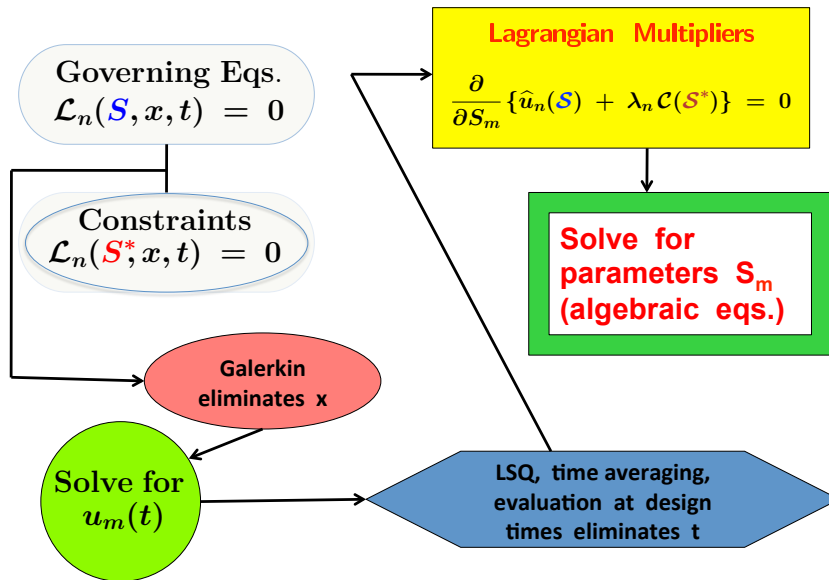 Governing Eqs.
ℒₙ(S, x, t) = 0
Constraints
ℒₙ(S*, x, t) = 0
Galerkin
eliminates x
Solve for
uₘ(t)
LSQ, time averaging,
evaluation at design
times eliminates t
Lagrangian Multipliers
∂/∂Sₘ {ûₙ(𝒮) + λₙ 𝒞(𝒮*)} = 0
Solve for
parameters Sₘ
(algebraic eqs.)